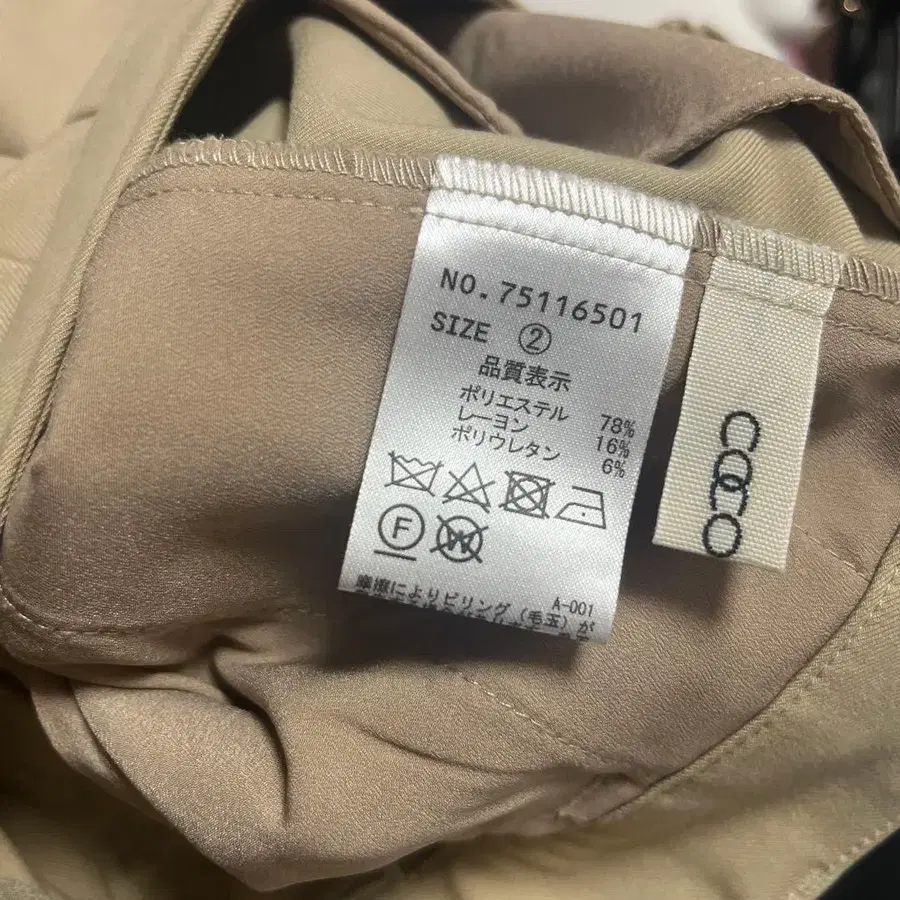 NO.75116501
SIZE ②
品質表示
ポリエステル 78%
レーヨン 16%
ポリウレタン 6%
F W
摩擦によりピリング(毛玉)が
A-001
COCO